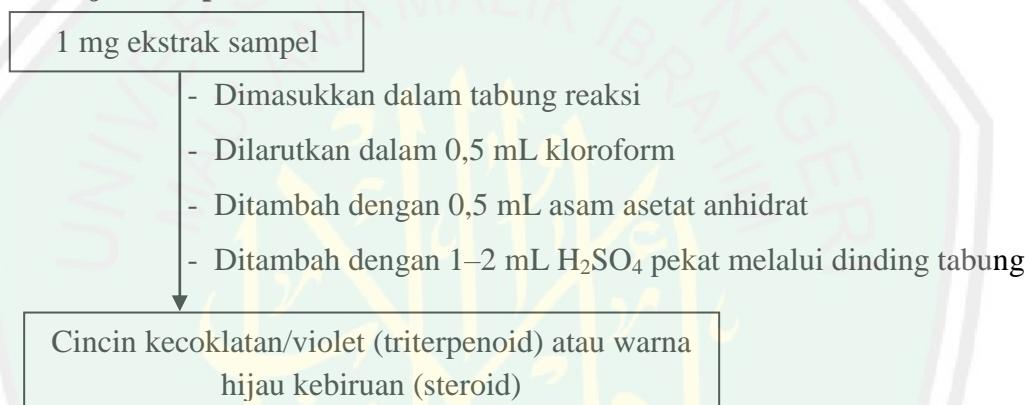 1 mg ekstrak sampel
- Dimasukkan dalam tabung reaksi
- Dilarutkan dalam 0,5 mL kloroform
- Ditambah dengan 0,5 mL asam asetat anhidrat
- Ditambah dengan 1–2 mL H₂SO₄ pekat melalui dinding tabung
Cincin kecoklatan/violet (triterpenoid) atau warna
hijau kebiruan (steroid)